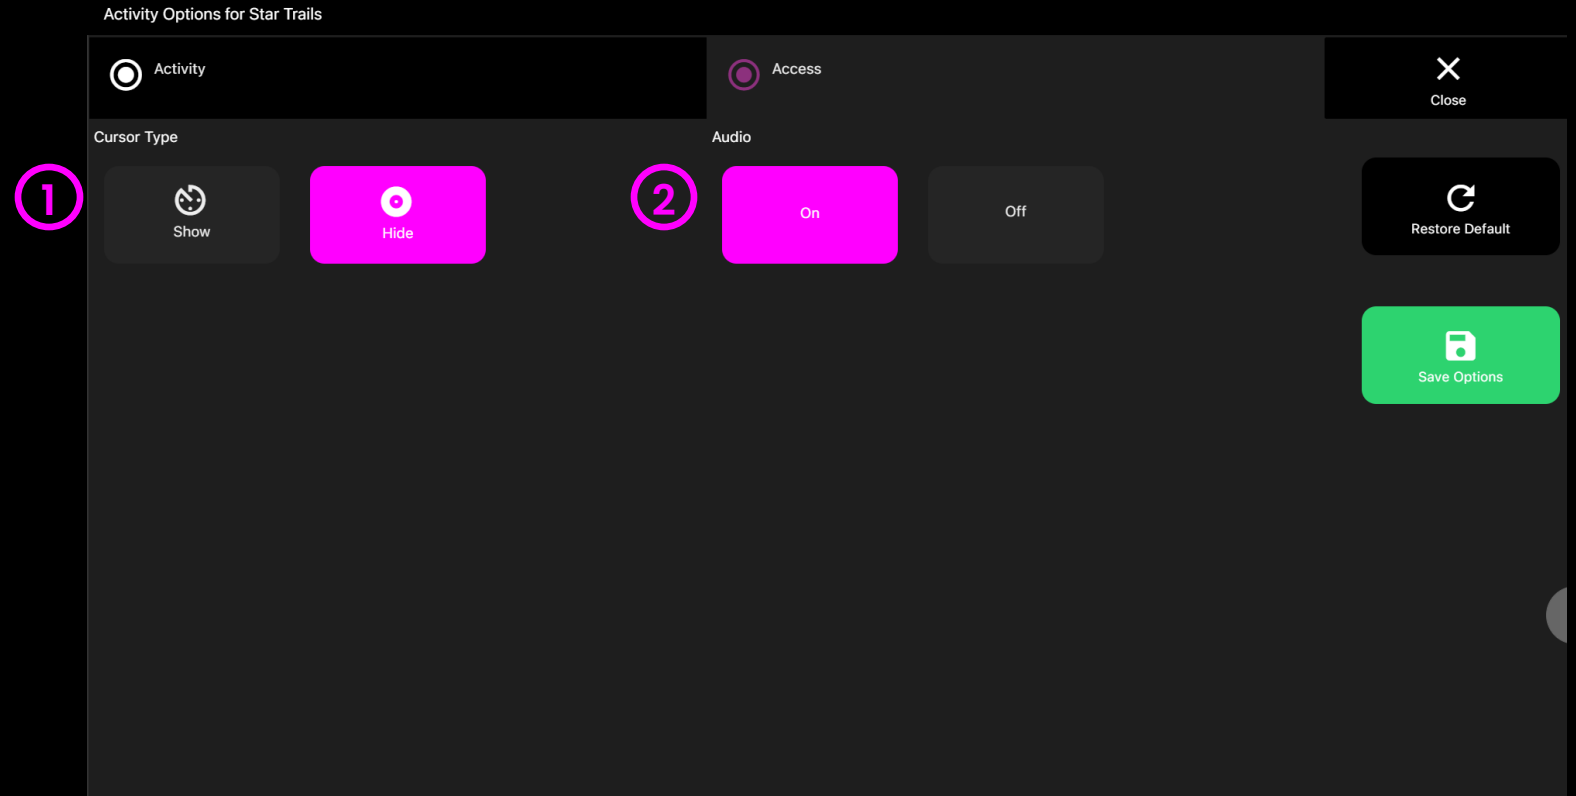 Activity Options for Star Trails
Activity
Access
Close
Cursor Type
Audio
1
Show
Hide
2
On
Off
Restore Default
Save Options